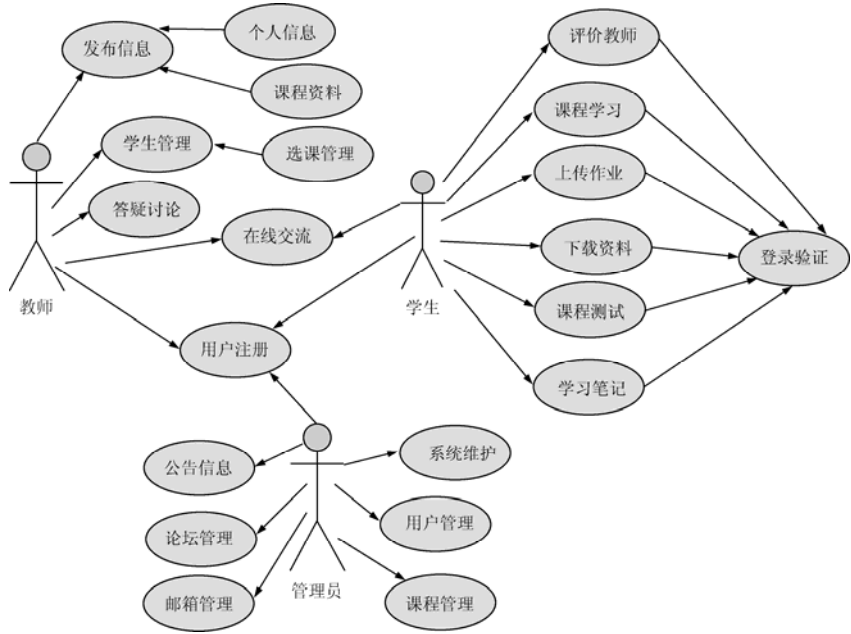 发布信息
个人信息
课程资料
学生管理
选课管理
答疑讨论
在线交流
教师
用户注册
评价教师
课程学习
上传作业
下载资料
登录验证
课程测试
学习笔记
学生
公告信息
系统维护
论坛管理
用户管理
邮箱管理
管理员
课程管理